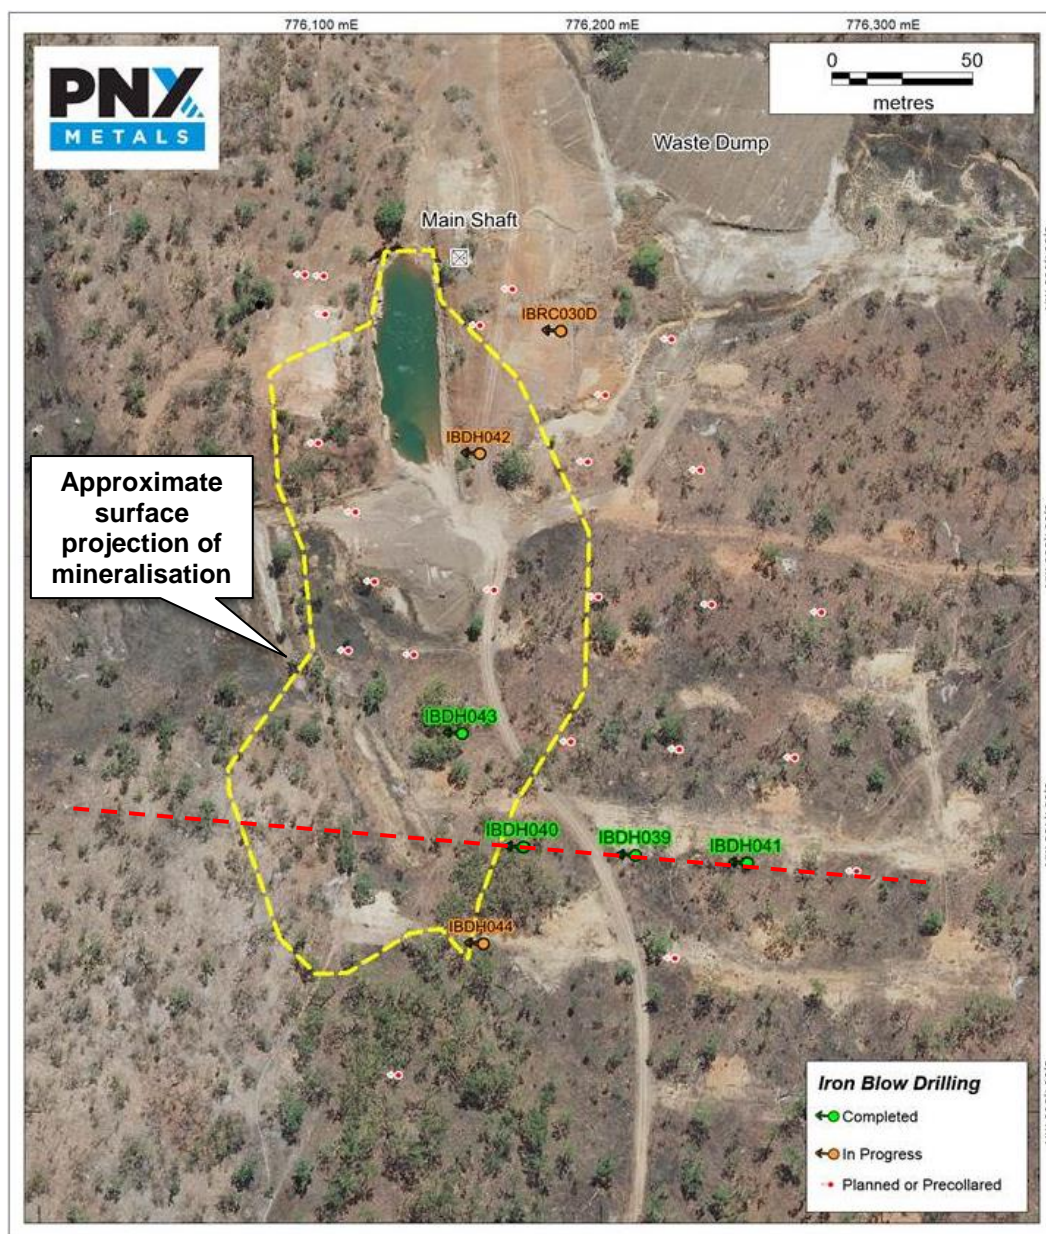 776,100 mE
776,200 mE
776,300 mE
PNX
METALS
0
50
metres
Waste Dump
Main Shaft
IBRC030D
IBDH042
Approximate
surface
projection of
mineralisation
IBDH043
IBDH040
IBDH039
IBDH041
IBDH044
Iron Blow Drilling
Completed
In Progress
Planned or Precollared